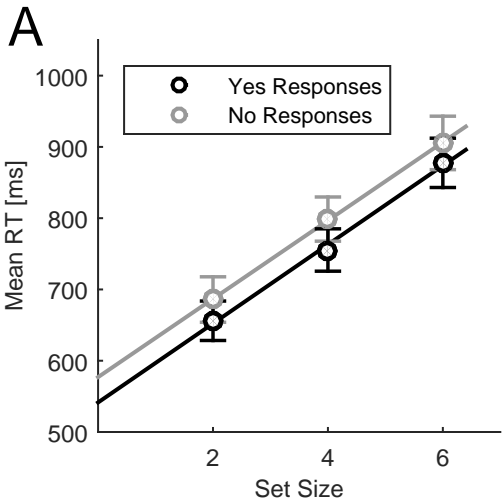 A
Yes Responses
No Responses
Mean RT [ms]
1000
900
800
700
600
500
2 4 6
Set Size